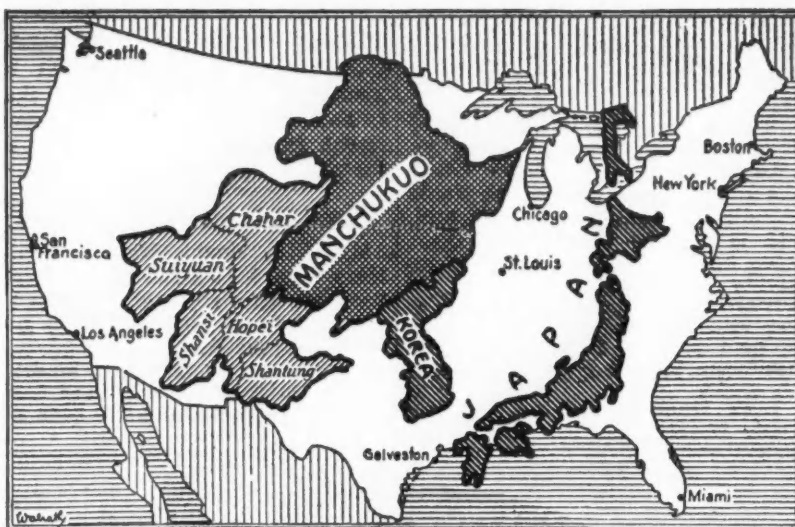 Seattle
Boston
New York
Chicago
MANCHUKUO
Chahar
San
Francisco
Suiyuan
St. Louis
Los Angeles
Shansi
Hopei
KOREA
Shantung
JAPAN
Galveston
Miami